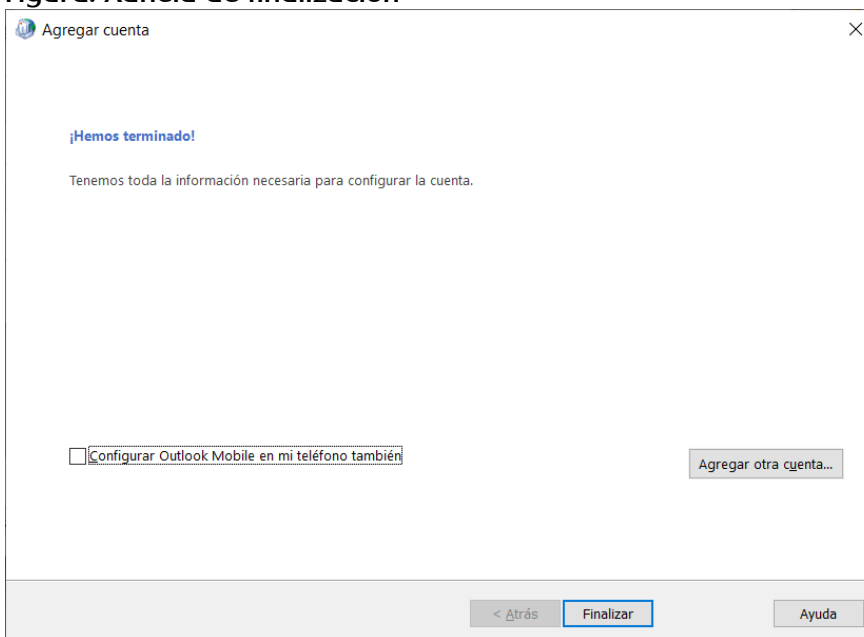 Agregar cuenta
¡Hemos terminado!
Tenemos toda la información necesaria para configurar la cuenta.
Configurar Outlook Mobile en mi teléfono también
Agregar otra cuenta...
< Atrás Finalizar Ayuda